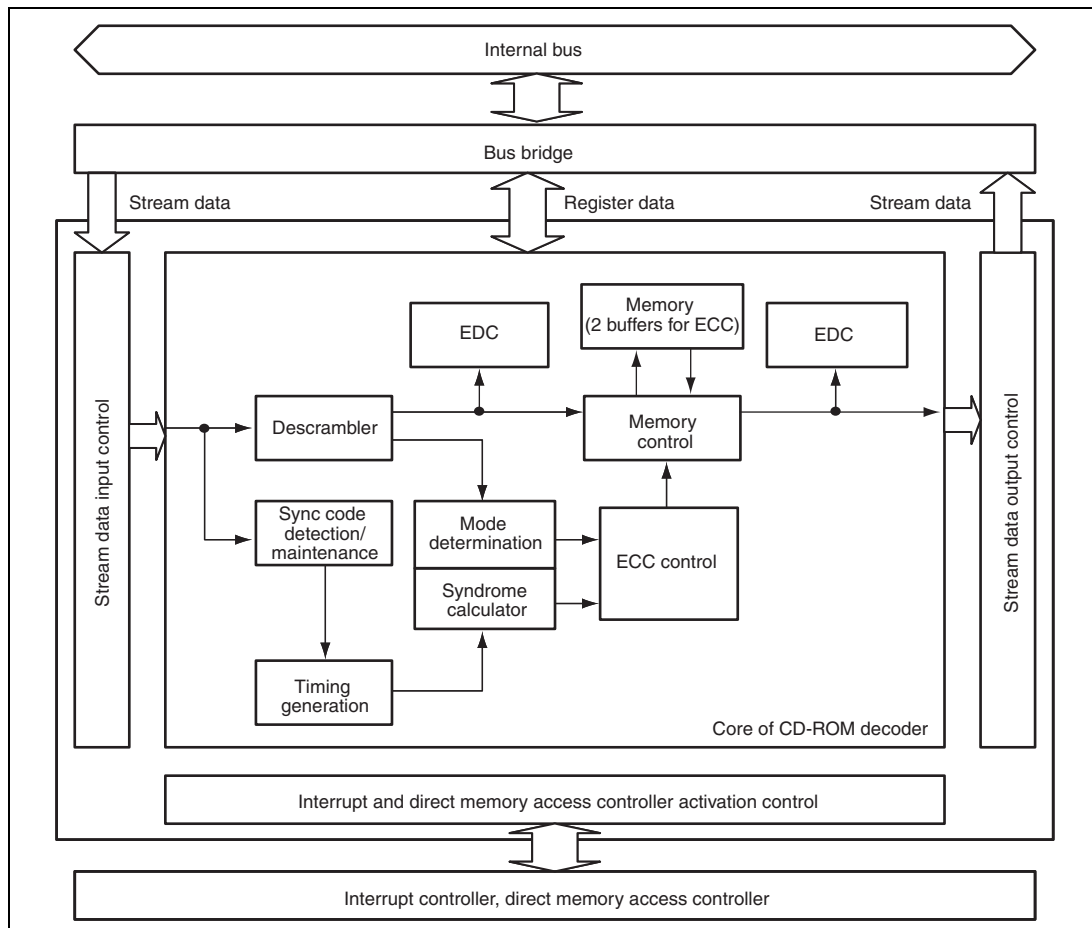 Internal bus
Bus bridge
Stream data
Register data
Stream data
Stream data input control
EDC
Memory
(2 buffers for ECC)
EDC
Descrambler
Memory
control
Sync code
detection/
maintenance
Mode
determination
Syndrome
calculator
ECC control
Timing
generation
Core of CD-ROM decoder
Stream data output control
Interrupt and direct memory access controller activation control
Interrupt controller, direct memory access controller